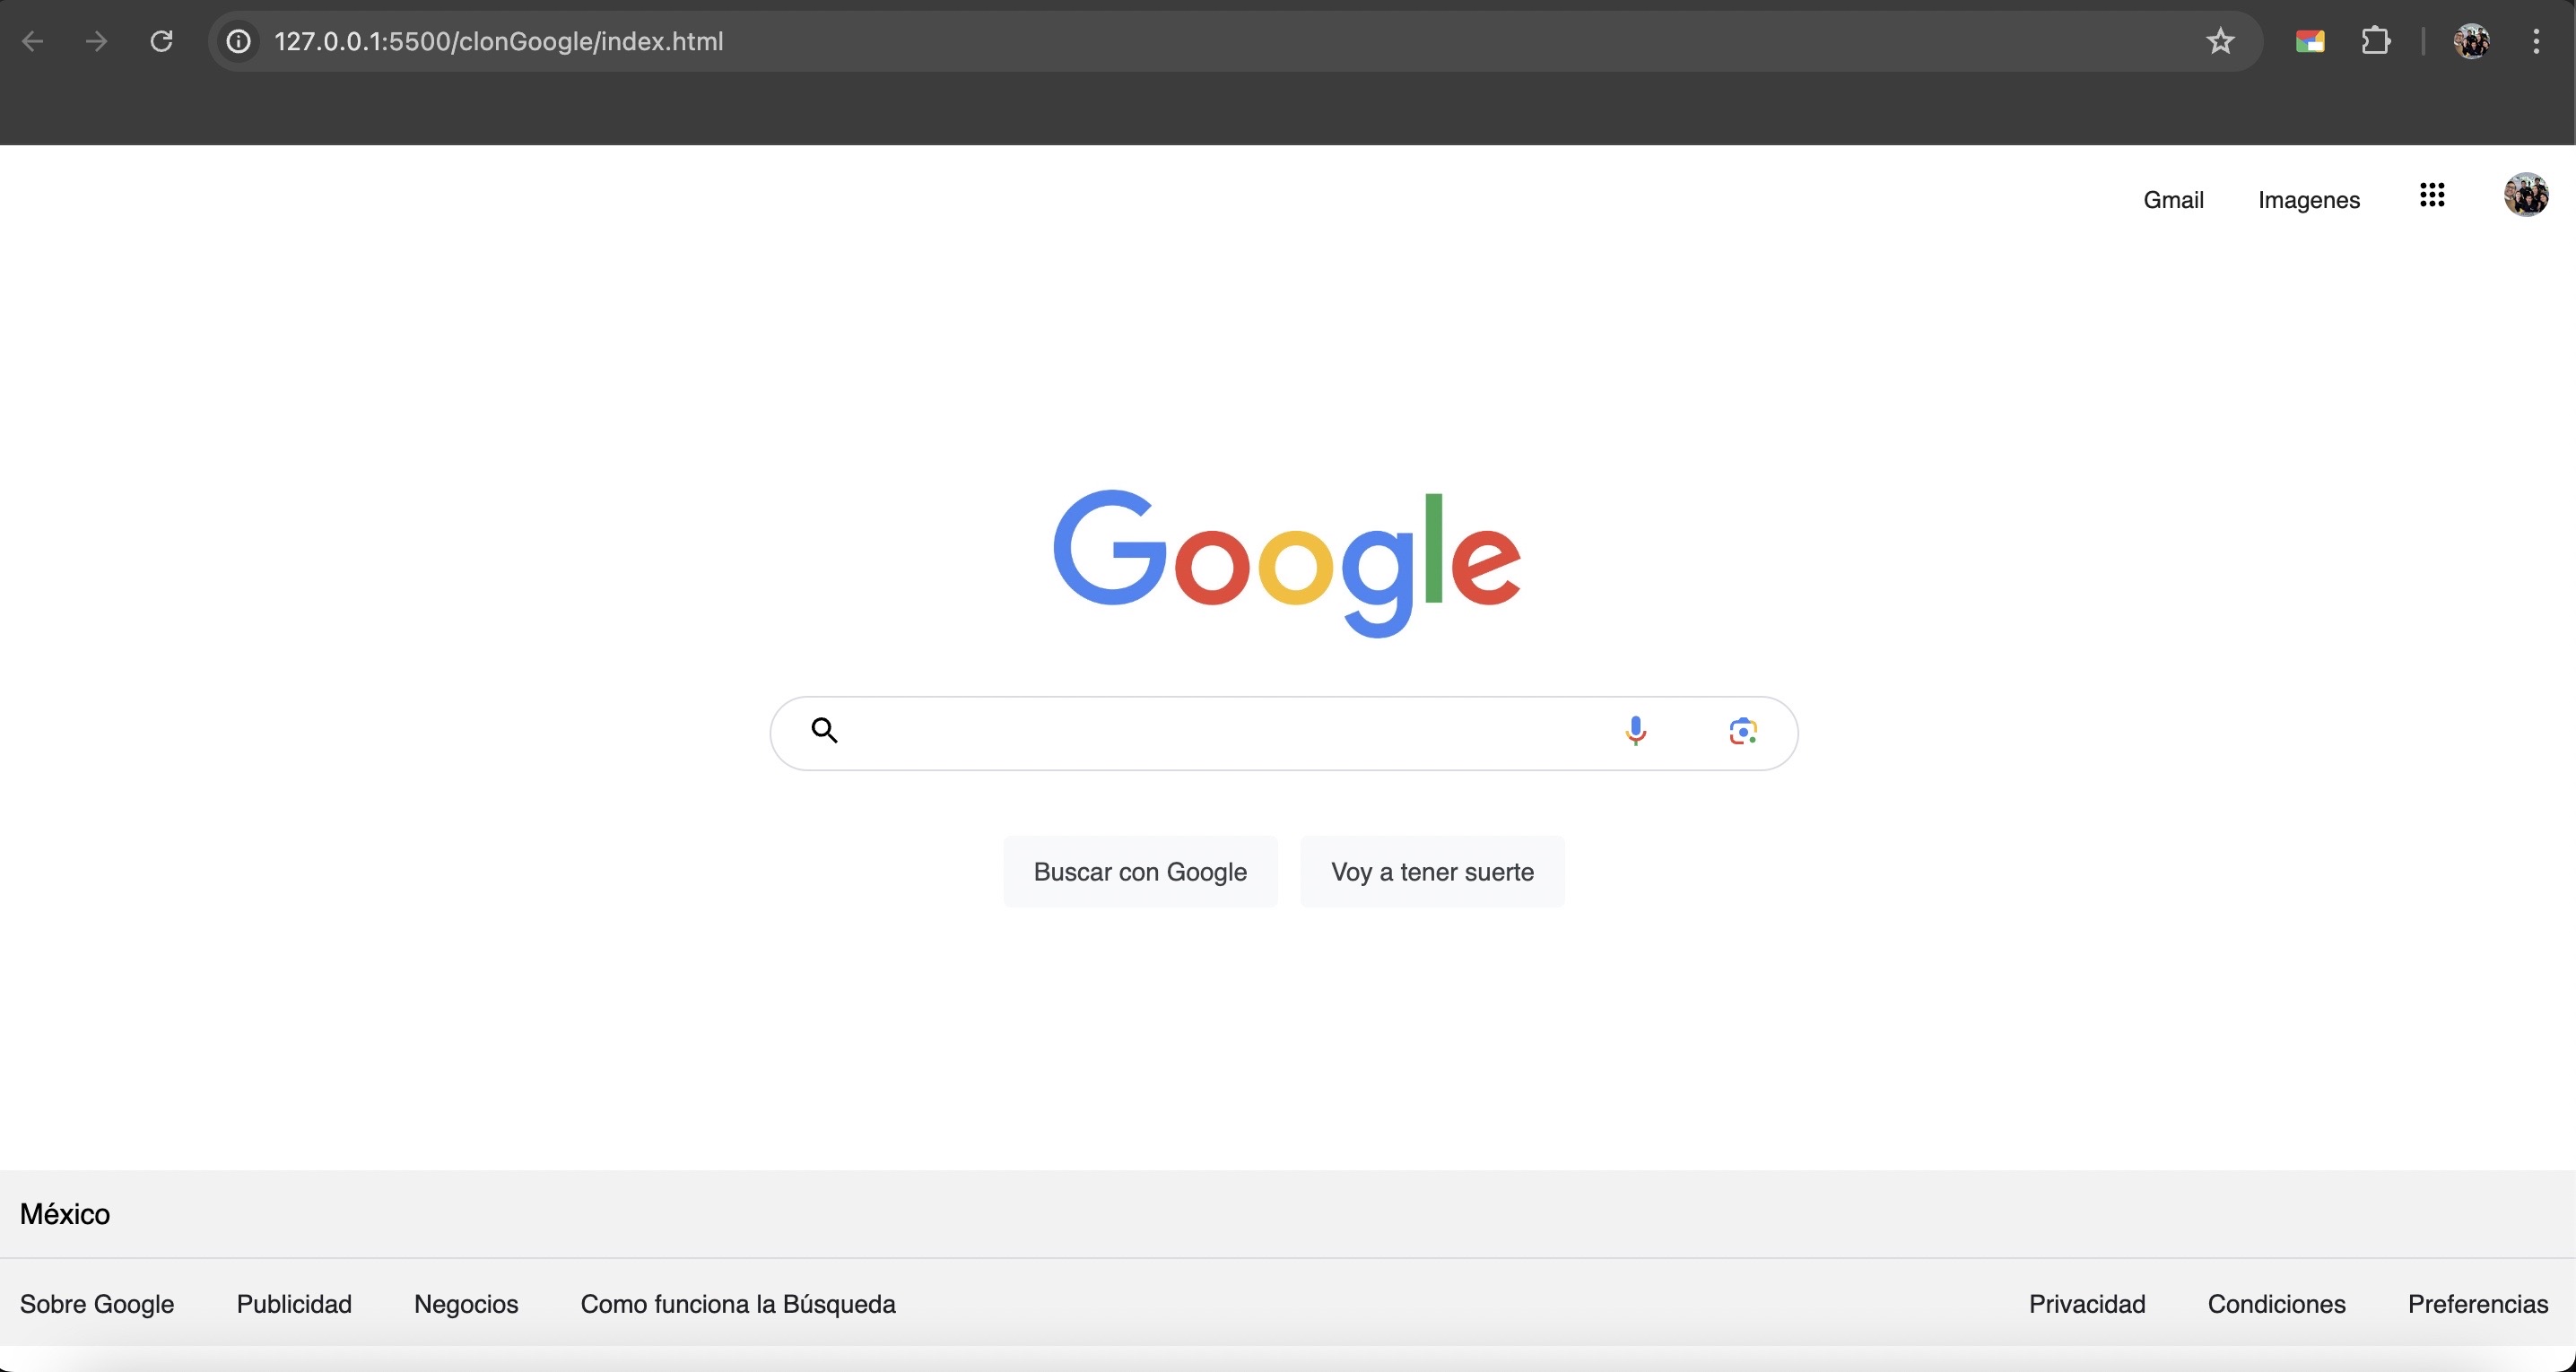 127.0.0.1:5500/clonGoogle/index.html
Gmail Imagenes
Google
Buscar con Google Voy a tener suerte
México
Sobre Google Publicidad Negocios Como funciona la Búsqueda Privacidad Condiciones Preferencias